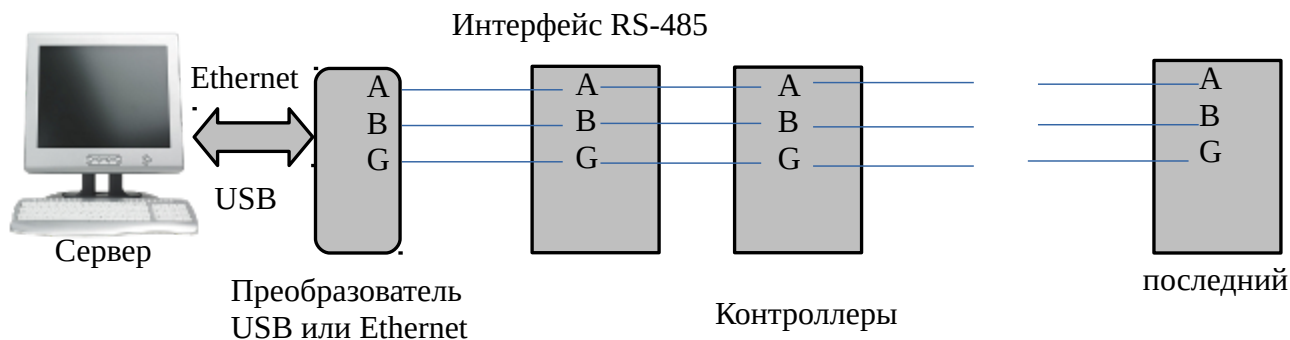 Интерфейс RS-485
Ethernet
USB
Сервер
A
B
G
A
B
G
A
B
G
A
B
G
Преобразователь
USB или Ethernet
Контроллеры
последний